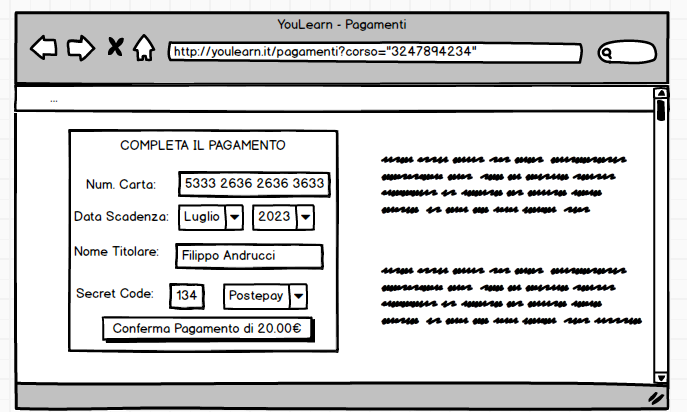 YouLearn - Pagamenti
http://youlearn.it/pagamenti?corso="3247894234"
...
COMPLETA IL PAGAMENTO
Num. Carta: 5333 2636 2636 3633
Data Scadenza: Luglio 2023
Nome Titolare: Filippo Andrucci
Secret Code: 134 Postepay
Conferma Pagamento di 20.00€